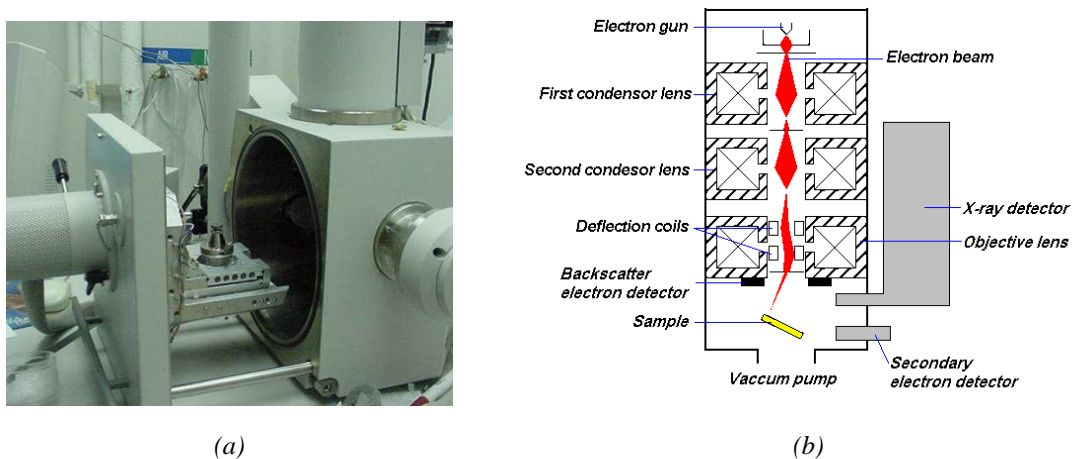 AIR
Electron gun
Electron beam
First condensor lens
Second condesor lens
Deflection coils
X-ray detector
Objective lens
Backscatter
electron detector
Sample
Secondary
electron detector
Vaccum pump
(a)
(b)